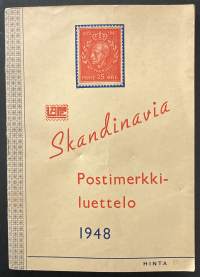 Skandinavia
Postimerkki-
luettelo
1948
HINTA